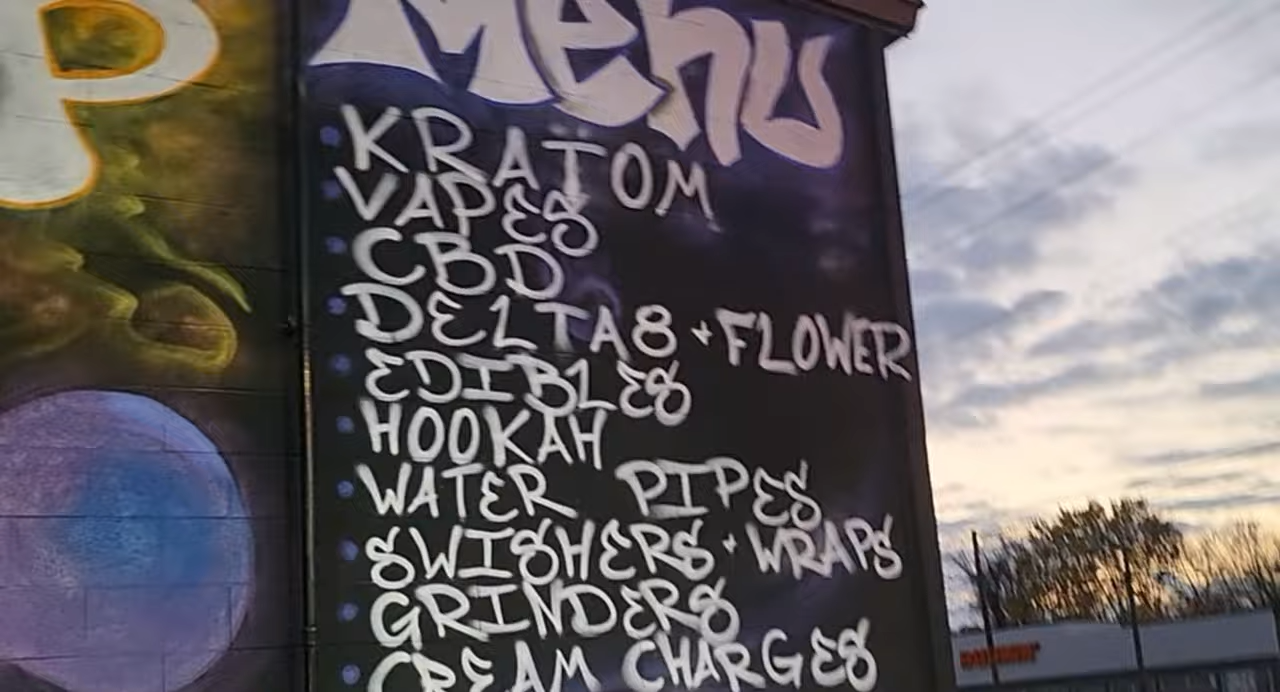 P
Menu
KRATOM
VAPES
CBD
DELTA8 + FLOWER
EDIBLES
HOOKAH
WATER PIPES
SWISHERS + WRAPS
GRINDERS
CREAM CHARGES